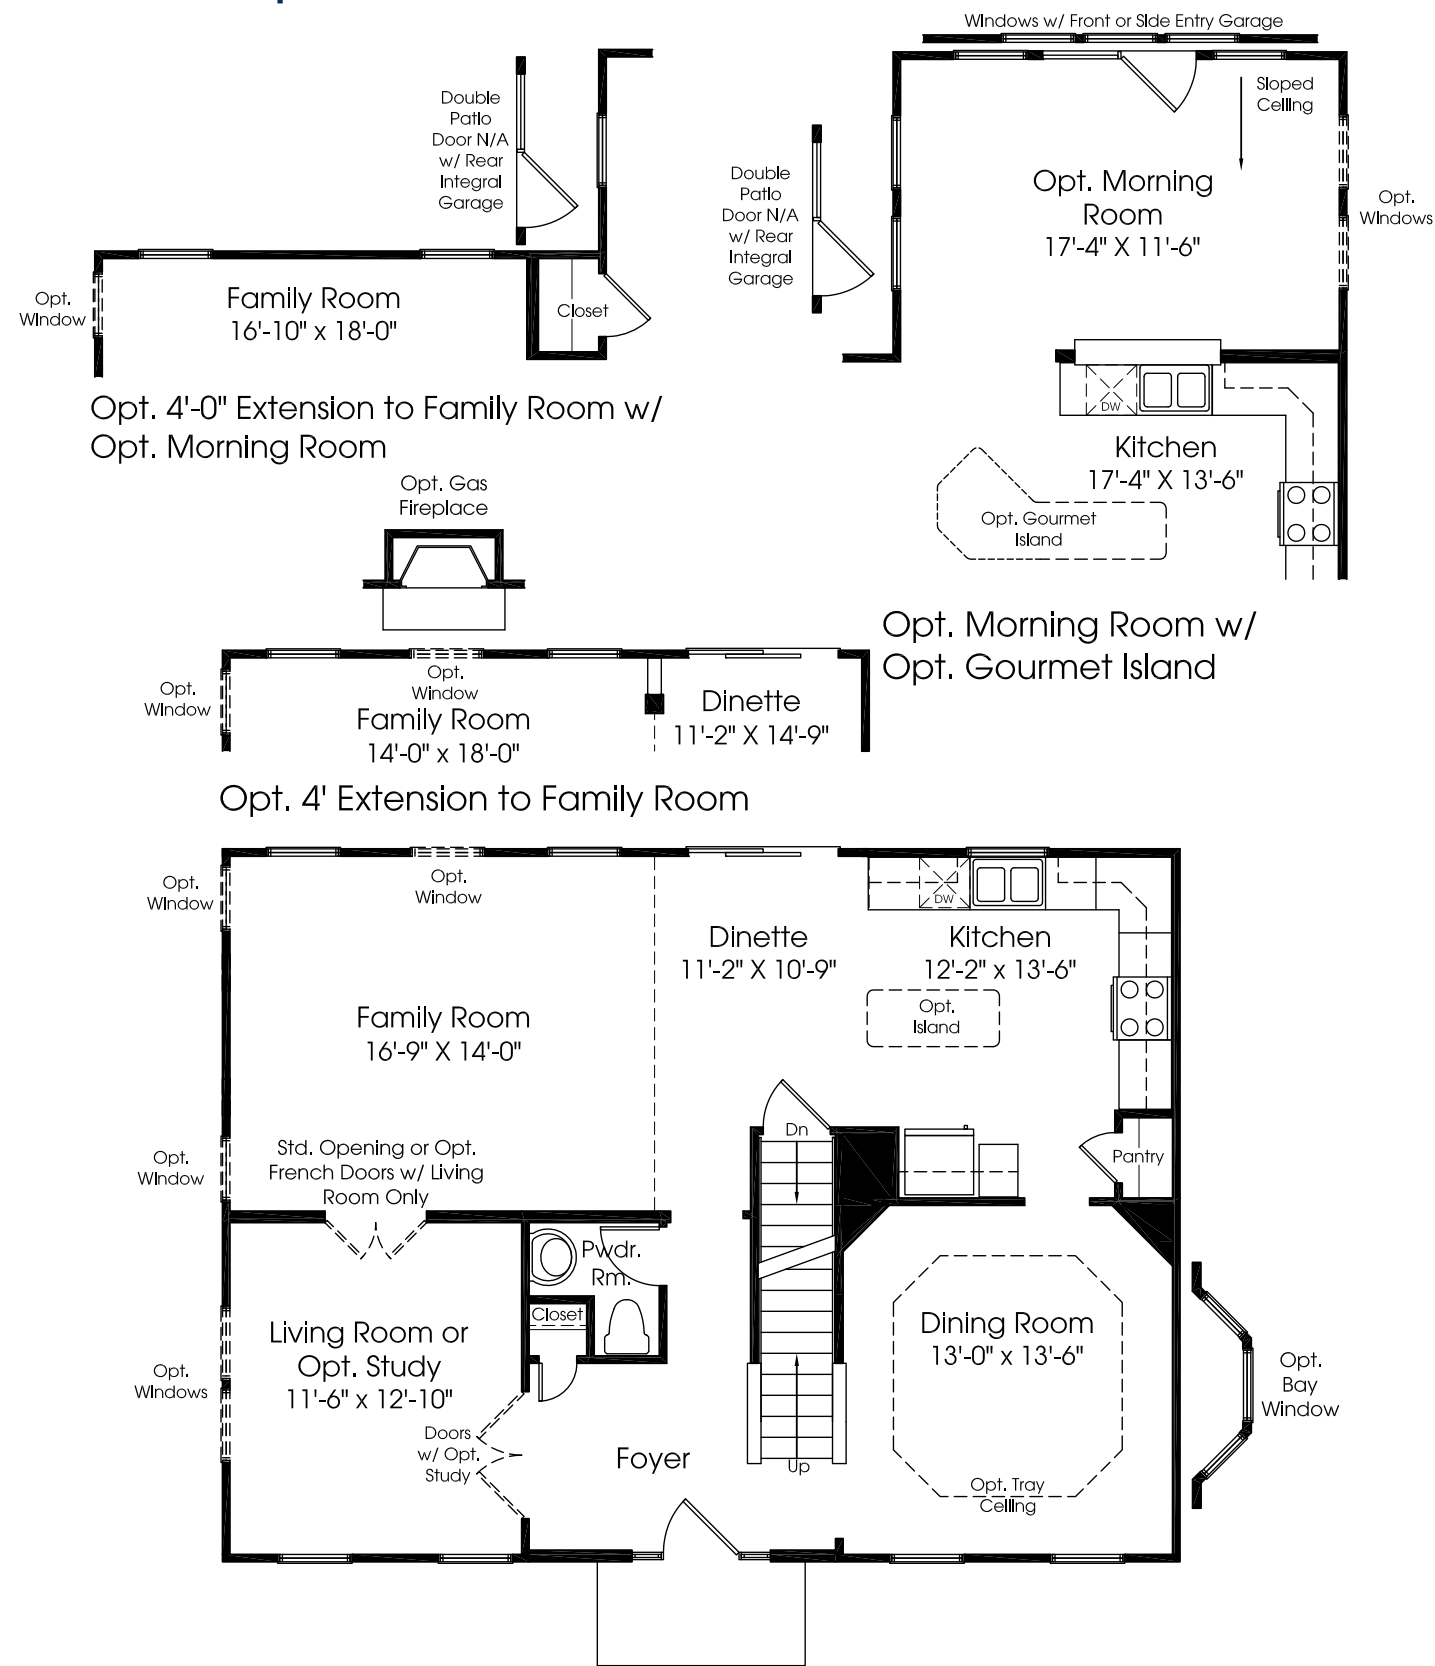 Windows w/ Front or Side Entry Garage
Double
Patio
Door N/A
w/ Rear
Integral
Garage
Sloped
Ceiling
Double
Patio
Door N/A
w/ Rear
Integral
Garage
Opt. Morning
Room
17'-4" X 11'-6"
Opt.
Windows
Opt.
Window
Family Room
16'-10" x 18'-0"
Closet
Opt. 4'-0" Extension to Family Room w/
Opt. Morning Room
DW
Kitchen
17'-4" X 13'-6"
Opt. Gourmet
Island
Opt. Gas
Fireplace
Opt. Morning Room w/
Opt. Gourmet Island
Opt.
Window
Opt.
Window
Family Room
14'-0" x 18'-0"
Dinette
11'-2" X 14'-9"
Opt. 4' Extension to Family Room
Opt.
Window
Opt.
Window
DW
Dinette
11'-2" X 10'-9"
Kitchen
12'-2" x 13'-6"
Opt.
Island
Family Room
16'-9" X 14'-0"
Dn
Std. Opening or Opt.
French Doors w/ Living
Room Only
Opt.
Window
Pantry
Pwdr.
Rm.
Closet
Living Room or
Opt. Study
11'-6" x 12'-10"
Opt.
Windows
Dining Room
13'-0" x 13'-6"
Opt.
Bay
Window
Doors
w/ Opt.
Study
Foyer
Up
Opt. Tray
Ceiling